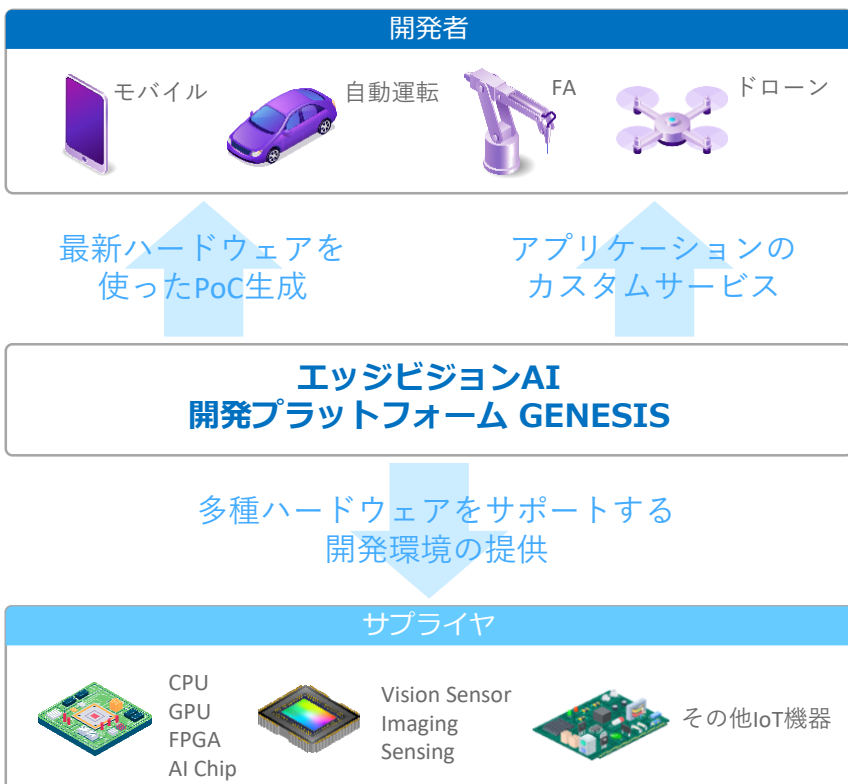 開発者
モバイル
自動運転
FA
ドローン
最新ハードウェアを
使ったPoC生成
アプリケーションの
カスタムサービス
エッジビジョンAI
開発プラットフォーム GENESIS
多種ハードウェアをサポートする
開発環境の提供
サプライヤ
CPU
GPU
FPGA
AI Chip
Vision Sensor
Imaging
Sensing
その他IoT機器